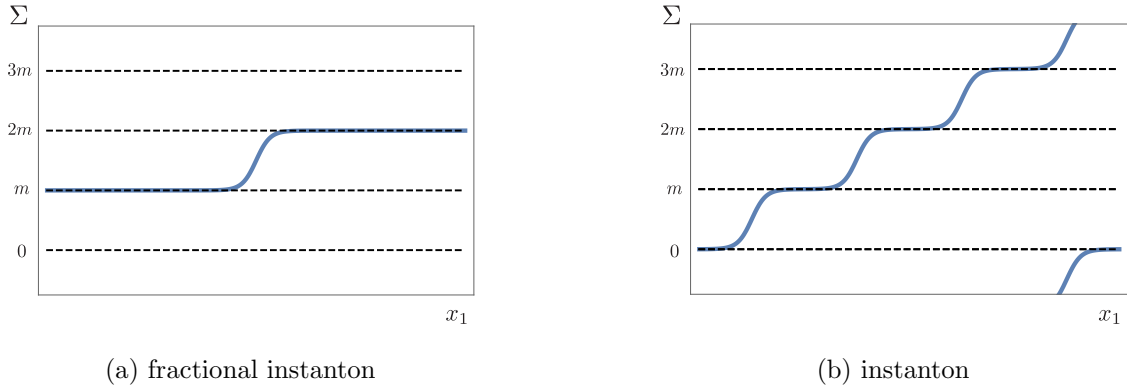 Σ
3m
2m
m
0
x₁
(a) fractional instanton
Σ
3m
2m
m
0
x₁
(b) instanton